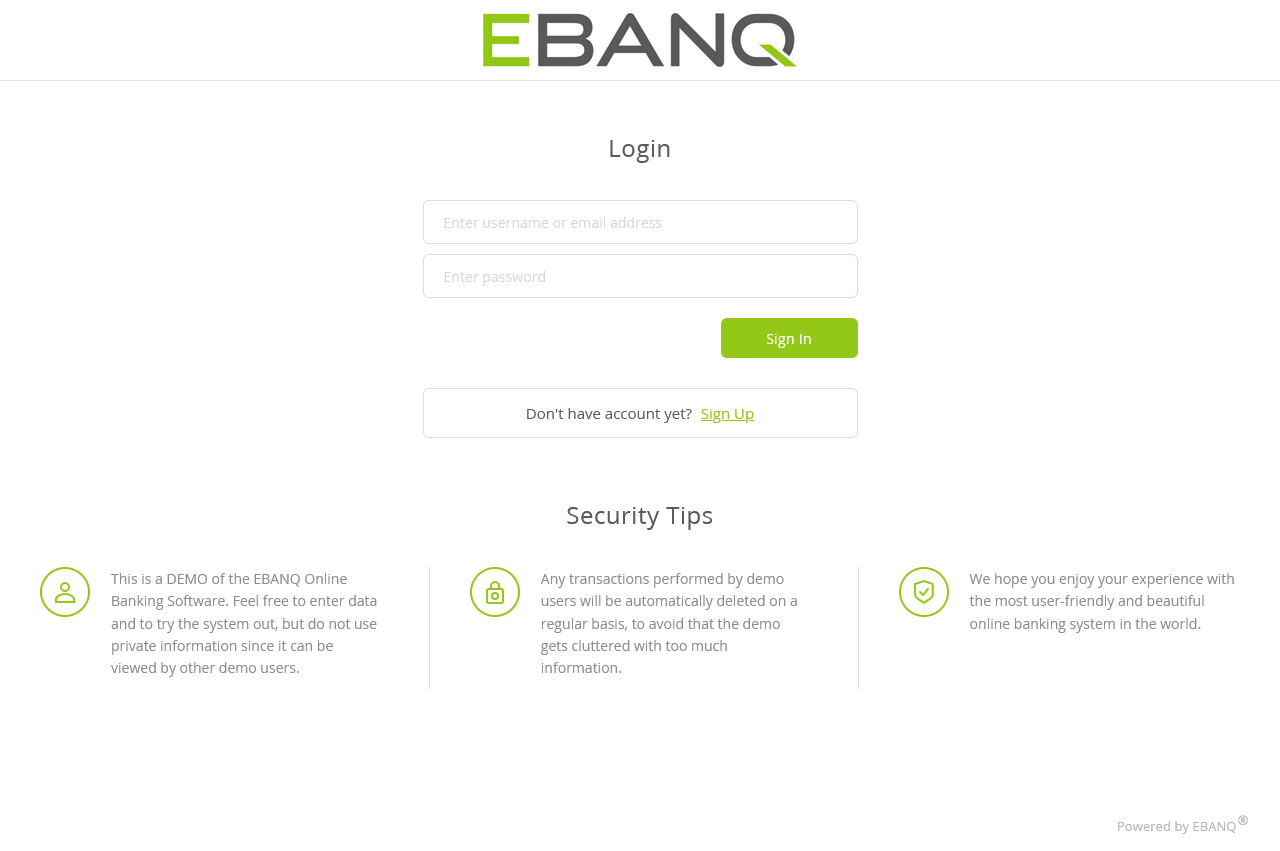 EBANQ
Login
Enter username or email address
Enter password
Sign In
Don't have account yet? Sign Up
Security Tips
This is a DEMO of the EBANQ Online
Banking Software. Feel free to enter data
and to try the system out, but do not use
private information since it can be
viewed by other demo users.
Any transactions performed by demo
users will be automatically deleted on a
regular basis, to avoid that the demo
gets cluttered with too much
information.
We hope you enjoy your experience with
the most user-friendly and beautiful
online banking system in the world.
Powered by EBANQ®